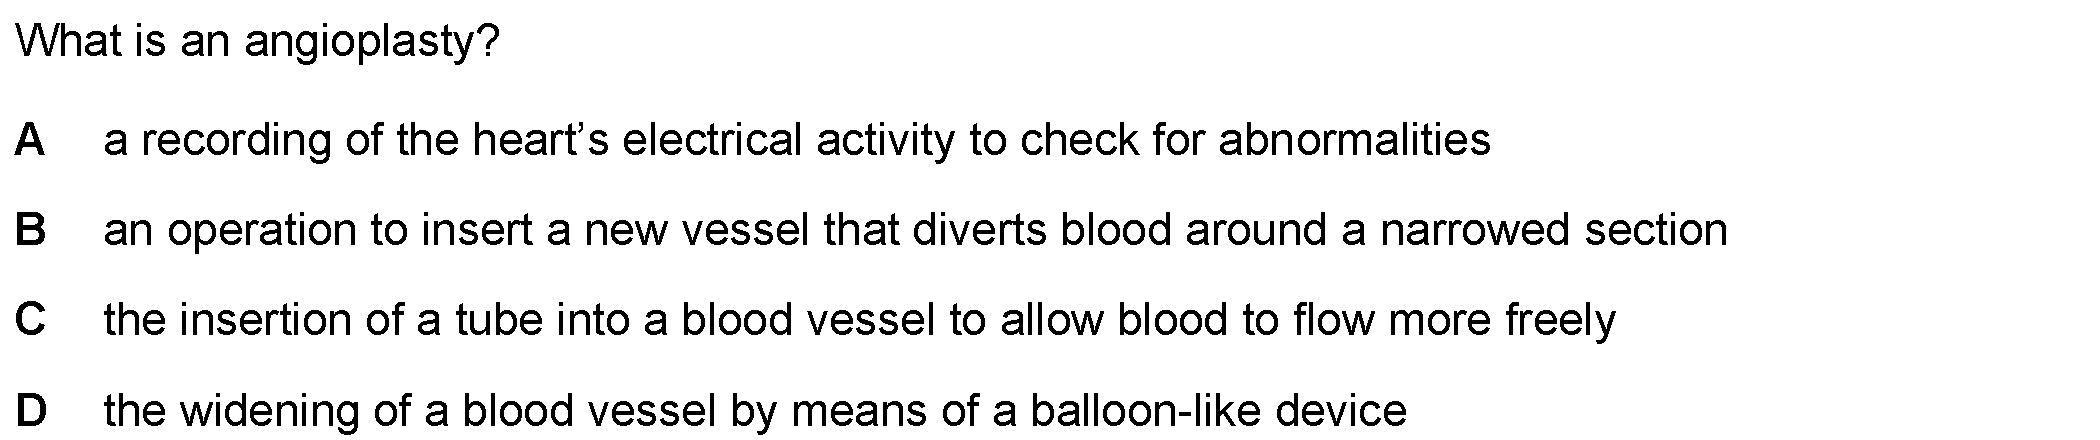 What is an angioplasty?
A a recording of the heart’s electrical activity to check for abnormalities
B an operation to insert a new vessel that diverts blood around a narrowed section
C the insertion of a tube into a blood vessel to allow blood to flow more freely
D the widening of a blood vessel by means of a balloon-like device